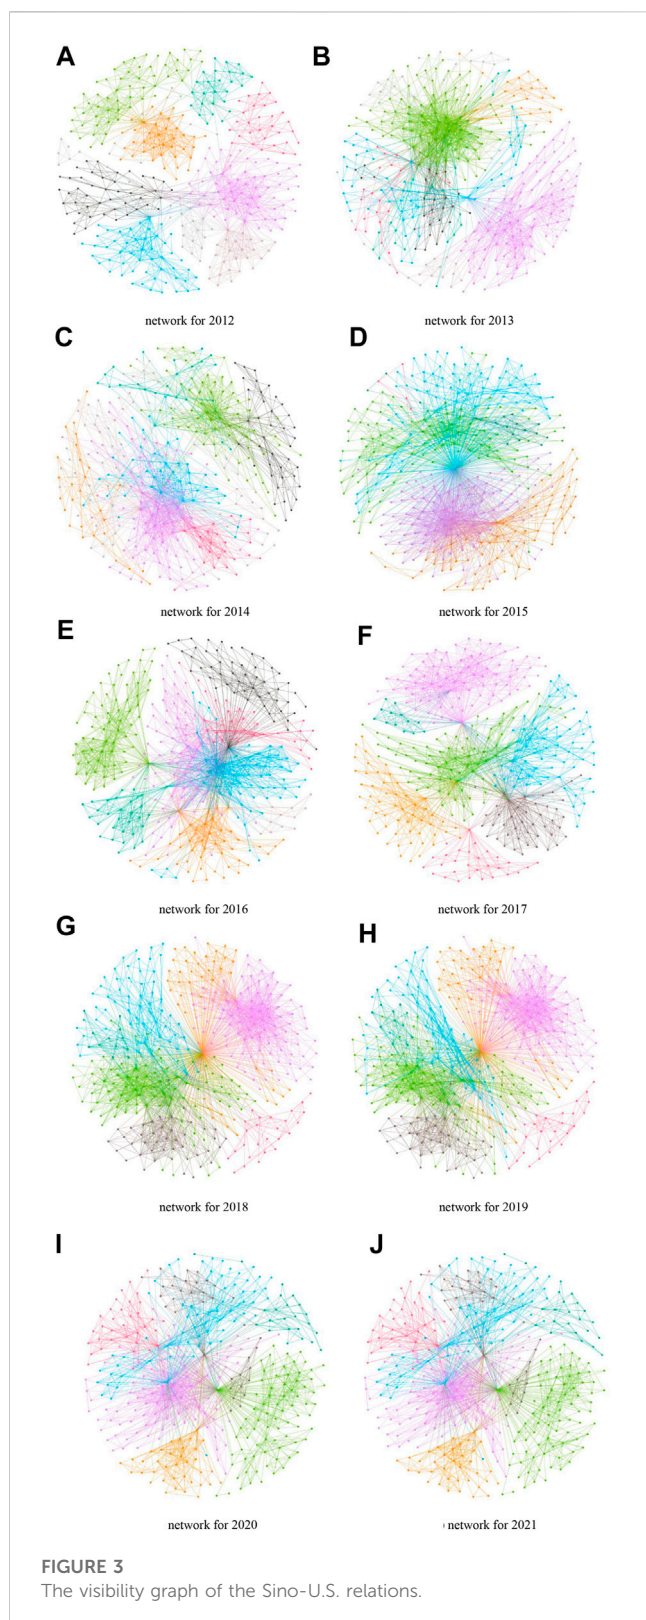 A
B
network for 2012
network for 2013
C
D
network for 2014
network for 2015
E
F
network for 2016
network for 2017
G
H
network for 2018
network for 2019
I
J
network for 2020
network for 2021
FIGURE 3
The visibility graph of the Sino-U.S. relations.